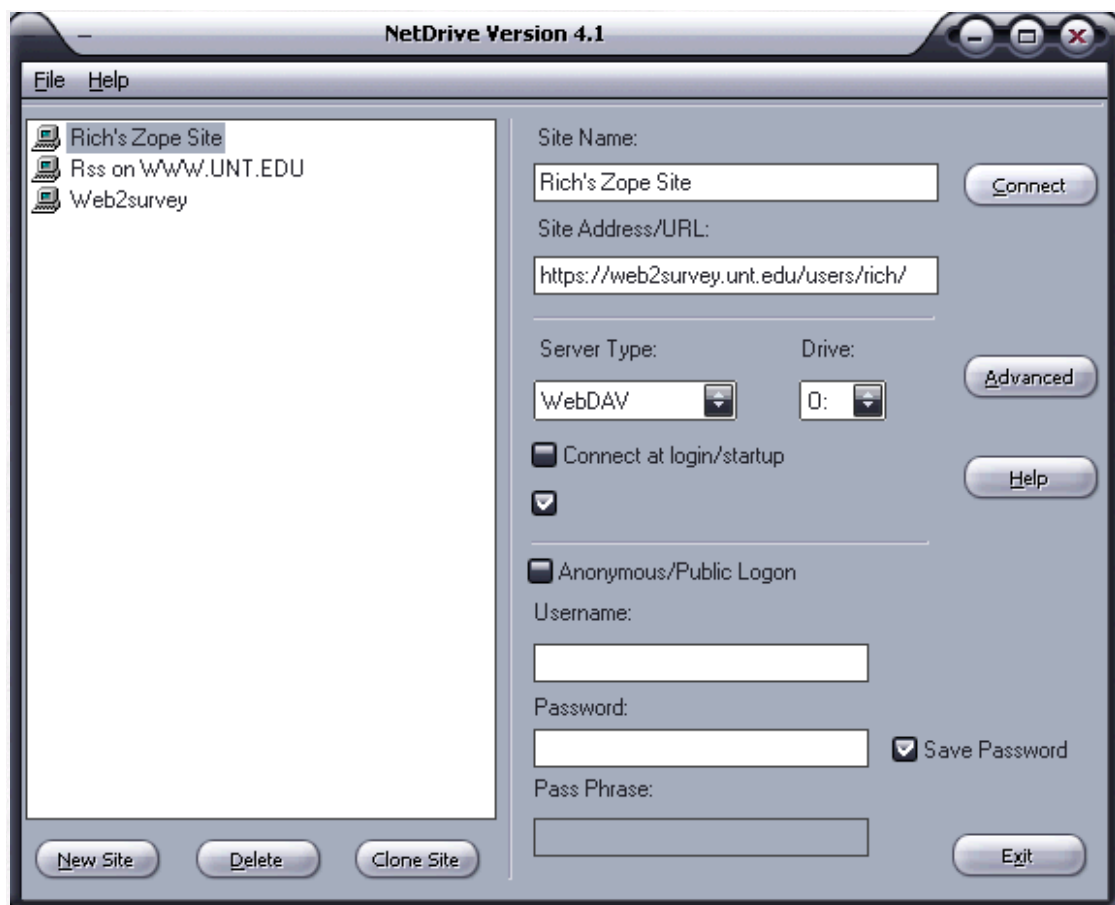 NetDrive Version 4.1
File Help
Rich's Zope Site
Rss on WWW.UNT.EDU
Web2survey
New Site Delete Clone Site
Site Name:
Rich's Zope Site
Connect
Site Address/URL:
https://web2survey.unt.edu/users/rich/
Server Type: Drive:
WebDAV O:
Advanced
Connect at login/startup
Help
Anonymous/Public Logon
Username:
Password:
Save Password
Pass Phrase:
Exit